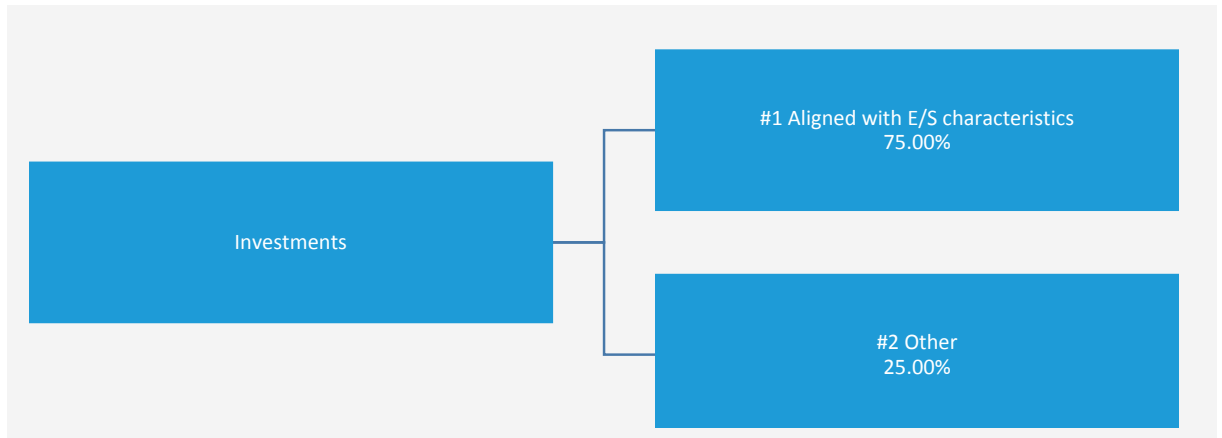 Investments
#1 Aligned with E/S characteristics
75.00%
#2 Other
25.00%